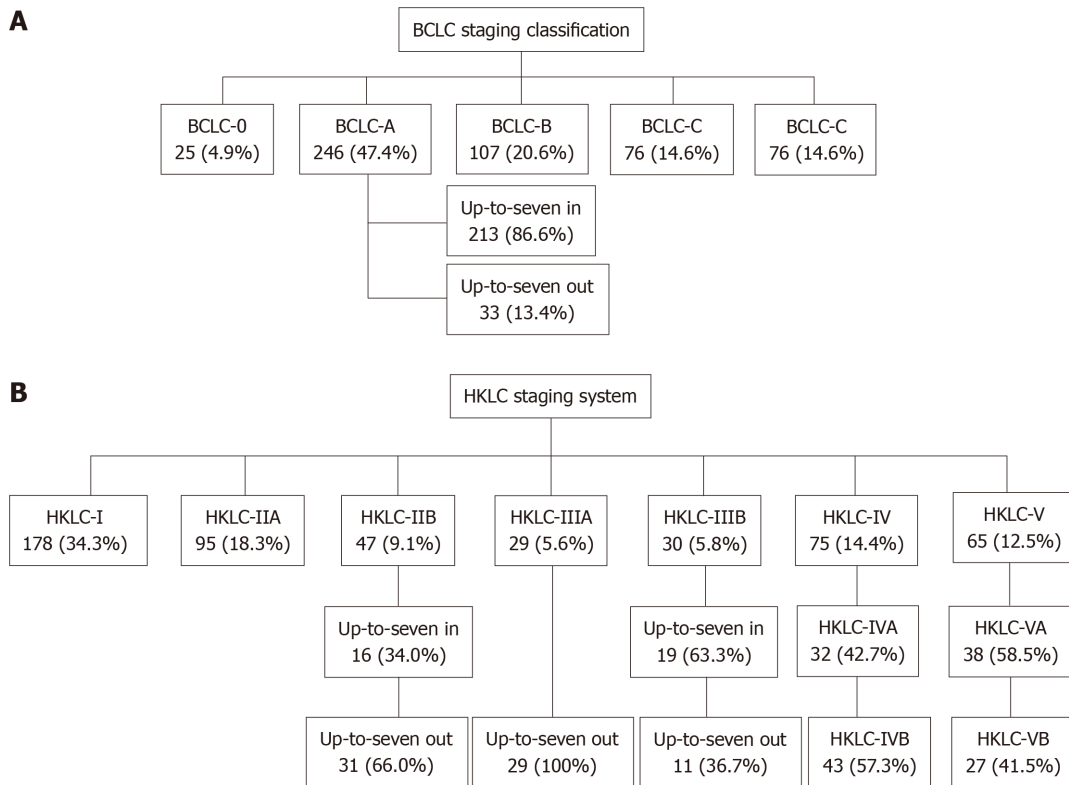 A
BCLC staging classification
BCLC-0
25 (4.9%)
BCLC-A
246 (47.4%)
BCLC-B
107 (20.6%)
BCLC-C
76 (14.6%)
BCLC-C
76 (14.6%)
Up-to-seven in
213 (86.6%)
Up-to-seven out
33 (13.4%)
B
HKLC staging system
HKLC-I
178 (34.3%)
HKLC-IIA
95 (18.3%)
HKLC-IIB
47 (9.1%)
HKLC-IIIA
29 (5.6%)
HKLC-IIIB
30 (5.8%)
HKLC-IV
75 (14.4%)
HKLC-V
65 (12.5%)
Up-to-seven in
16 (34.0%)
Up-to-seven in
19 (63.3%)
HKLC-IVA
32 (42.7%)
HKLC-VA
38 (58.5%)
Up-to-seven out
31 (66.0%)
Up-to-seven out
29 (100%)
Up-to-seven out
11 (36.7%)
HKLC-IVB
43 (57.3%)
HKLC-VB
27 (41.5%)